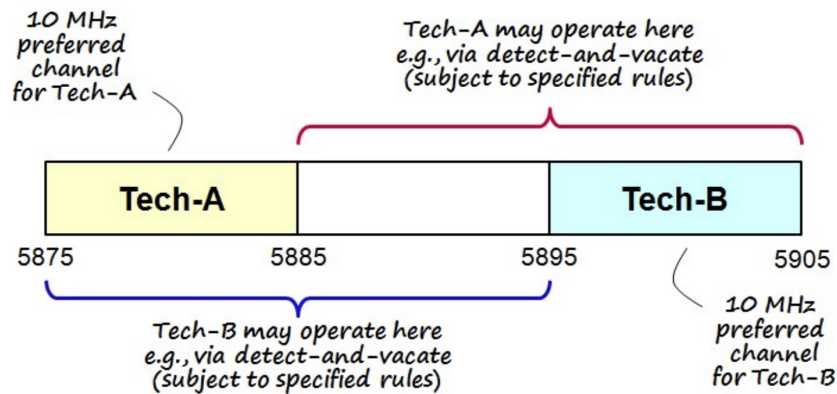 10 MHz
preferred
channel
for Tech-A
Tech-A may operate here
e.g., via detect-and-vacate
(subject to specified rules)
Tech-A
Tech-B
5875
5885
5895
5905
Tech-B may operate here
e.g., via detect-and-vacate
(subject to specified rules)
10 MHz
preferred
channel
for Tech-B